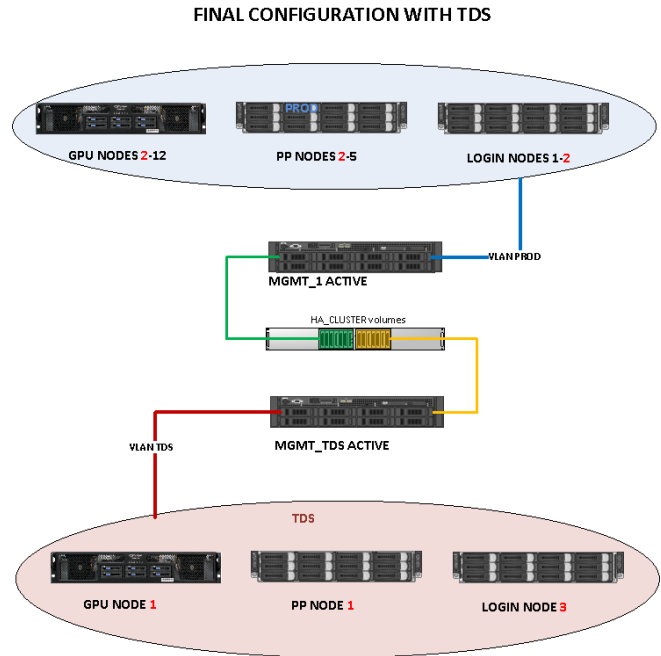 FINAL CONFIGURATION WITH TDS
PROD
GPU NODES 2-12
PP NODES 2-5
LOGIN NODES 1-2
VLAN PROD
MGMT_1 ACTIVE
HA_CLUSTER volumes
MGMT_TDS ACTIVE
VLAN TDS
TDS
GPU NODE 1
PP NODE 1
LOGIN NODE 3